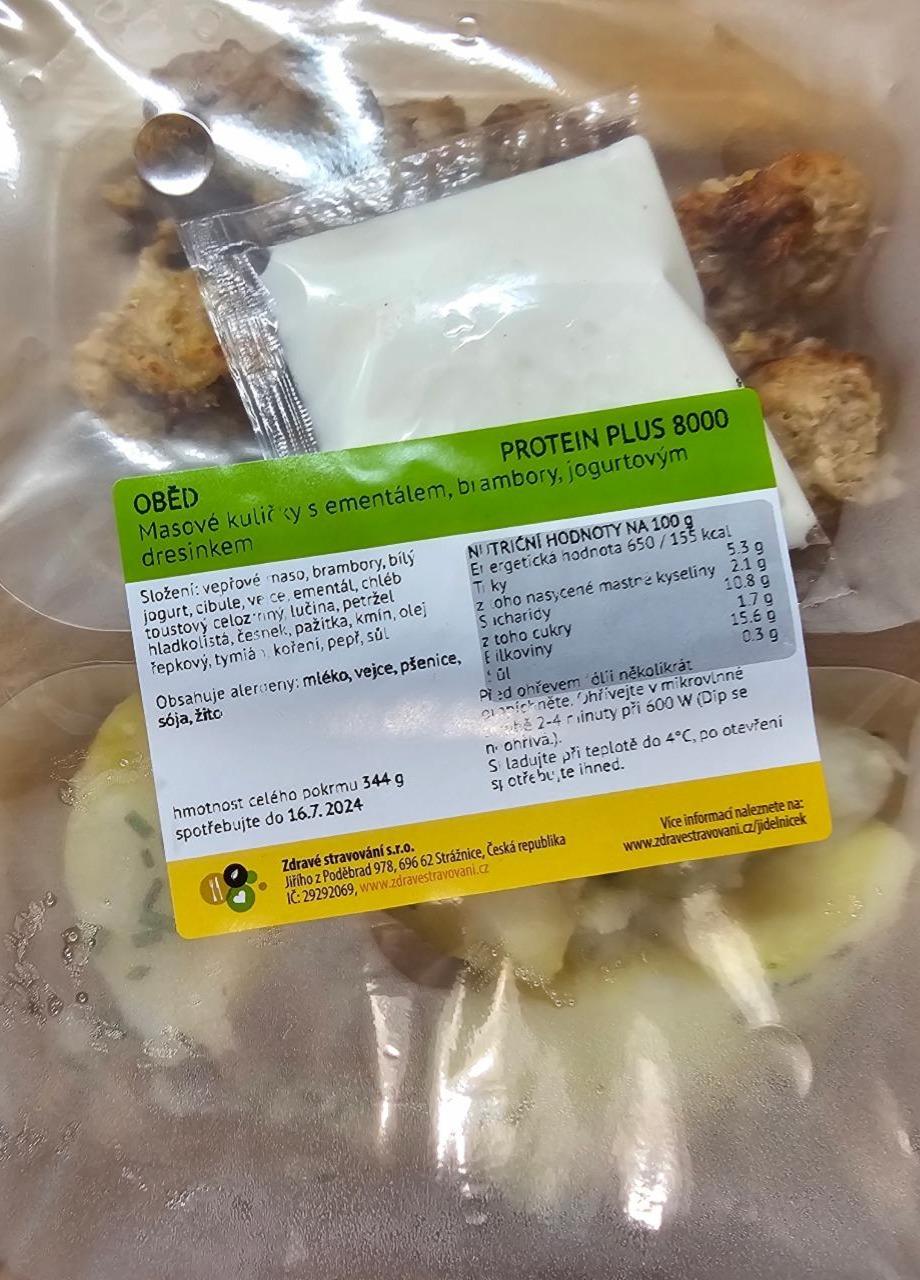 PROTEIN PLUS 8000
OBĚD
Masové kuličky s ementálem, brambory, jogurtovým
dresinkem
Složení: vepřové maso, brambory, bílý
jogurt, cibule, vejce, ementál, chléb
toustový celozrnný, lučina, petržel
hladkolistá, česnek, pažitka, kmín, olej
řepkový, tymián, koření, pepř, sůl
Obsahuje alergeny: mléko, vejce, pšenice,
sója, žito
hmotnost celého pokrmu 344 g
spotřebujte do 16.7. 2024
NUTRIČNÍ HODNOTY NA 100 g
Energetická hodnota 650 / 155 kcal
Tuky 5.3 g
z toho nasycené mastné kyseliny 2.1 g
Sacharidy 10.8 g
z toho cukry 1.7 g
Bílkoviny 15.6 g
Sůl 0.3 g
Před ohřevem fólii několikrát
propíchněte. Ohřívejte v mikrovlnné
troubě 2-4 minuty při 600 W (Dip se
neohřívá.).
Skladujte při teplotě do 4°C, po otevření
spotřebujte ihned.
Zdravé stravování s.r.o.
Jiřího z Poděbrad 978, 696 62 Strážnice, Česká republika
IČ: 29292069, www.zdravestravovani.cz
Více informací naleznete na:
www.zdravestravovani.cz/jidelnicek